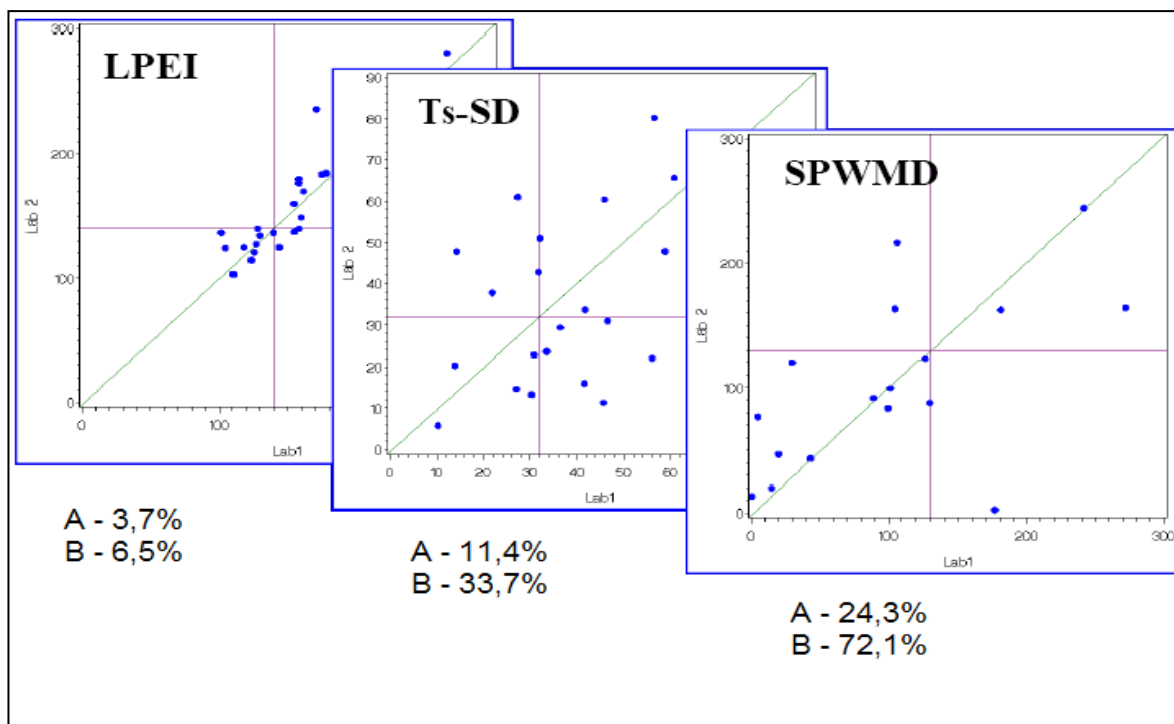 LPEI
300
200
100
0
Lab 2
0
100
Lab1
A - 3,7%
B - 6,5%
Ts-SD
90
80
70
60
50
40
30
20
10
0
Lab 2
0
10
20
30
40
50
60
Lab1
A - 11,4%
B - 33,7%
SPWMD
300
200
100
0
Lab 2
0
100
200
300
Lab1
A - 24,3%
B - 72,1%